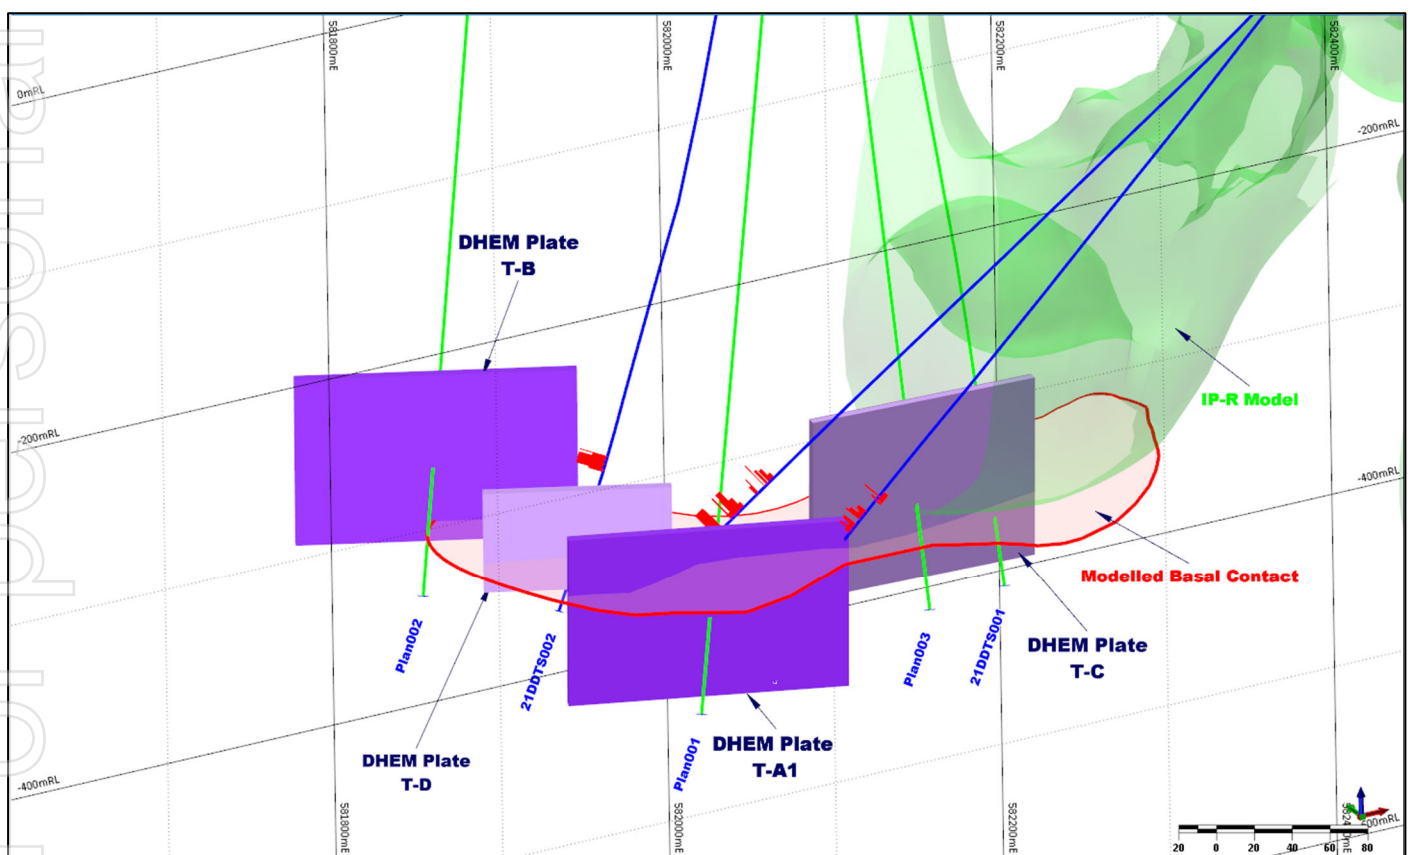 581800mE
582000mE
582200mE
582400mE
0mRL
-200mRL
DHEM Plate
T-B
IP-R Model
-200mRL
-400mRL
Modelled Basal Contact
Plan002
21DDTS002
Plan003
21DDTS001
DHEM Plate
T-C
Plan001
DHEM Plate
T-A1
DHEM Plate
T-D
-400mRL
581800mE
582000mE
582200mE
20 0 20 40 60 80